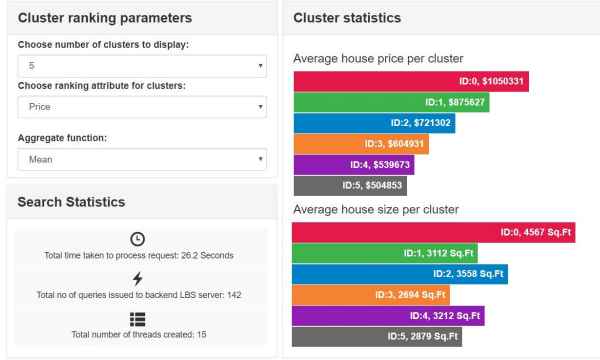 Cluster ranking parameters
Choose number of clusters to display:
5
Choose ranking attribute for clusters:
Price
Aggregate function:
Mean
Search Statistics
Total time taken to process request: 26.2 Seconds
Total no of queries issued to backend LBS server: 142
Total number of threads created: 15
Cluster statistics
Average house price per cluster
ID:0, $1050331
ID:1, $875627
ID:2, $721302
ID:3, $604931
ID:4, $539673
ID:5, $504853
Average house size per cluster
ID:0, 4567 Sq.Ft
ID:1, 3112 Sq.Ft
ID:2, 3558 Sq.Ft
ID:3, 2694 Sq.Ft
ID:4, 3212 Sq.Ft
ID:5, 2879 Sq.Ft